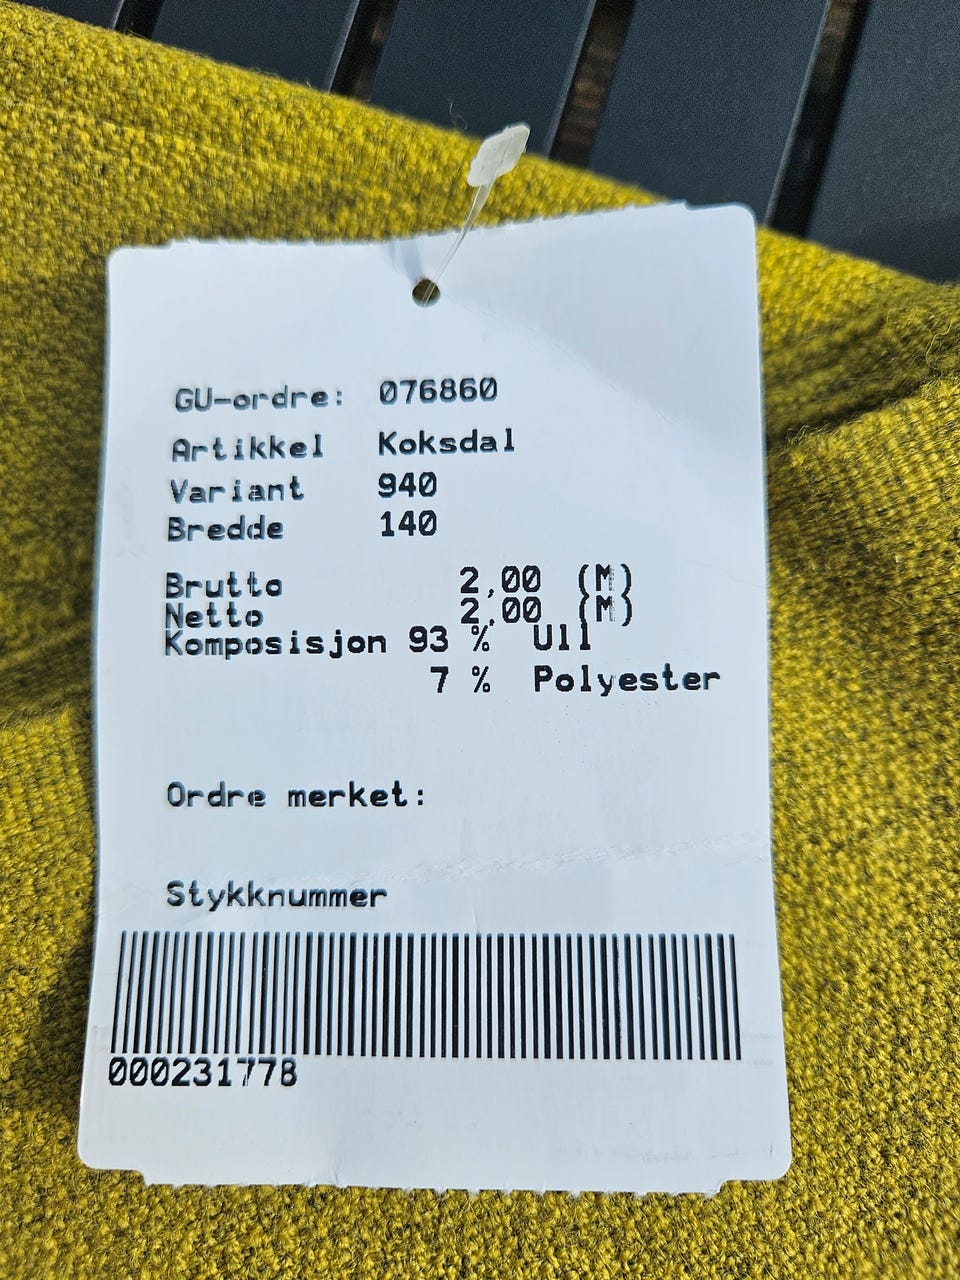 GU-ordre: 076860
Artikkel Koksdal
Variant 940
Bredde 140
Brutto 2,00 (M)
Netto 2,00 (M)
Komposisjon 93 % Ull
7 % Polyester
Ordre merket:
Stykknummer
000231778